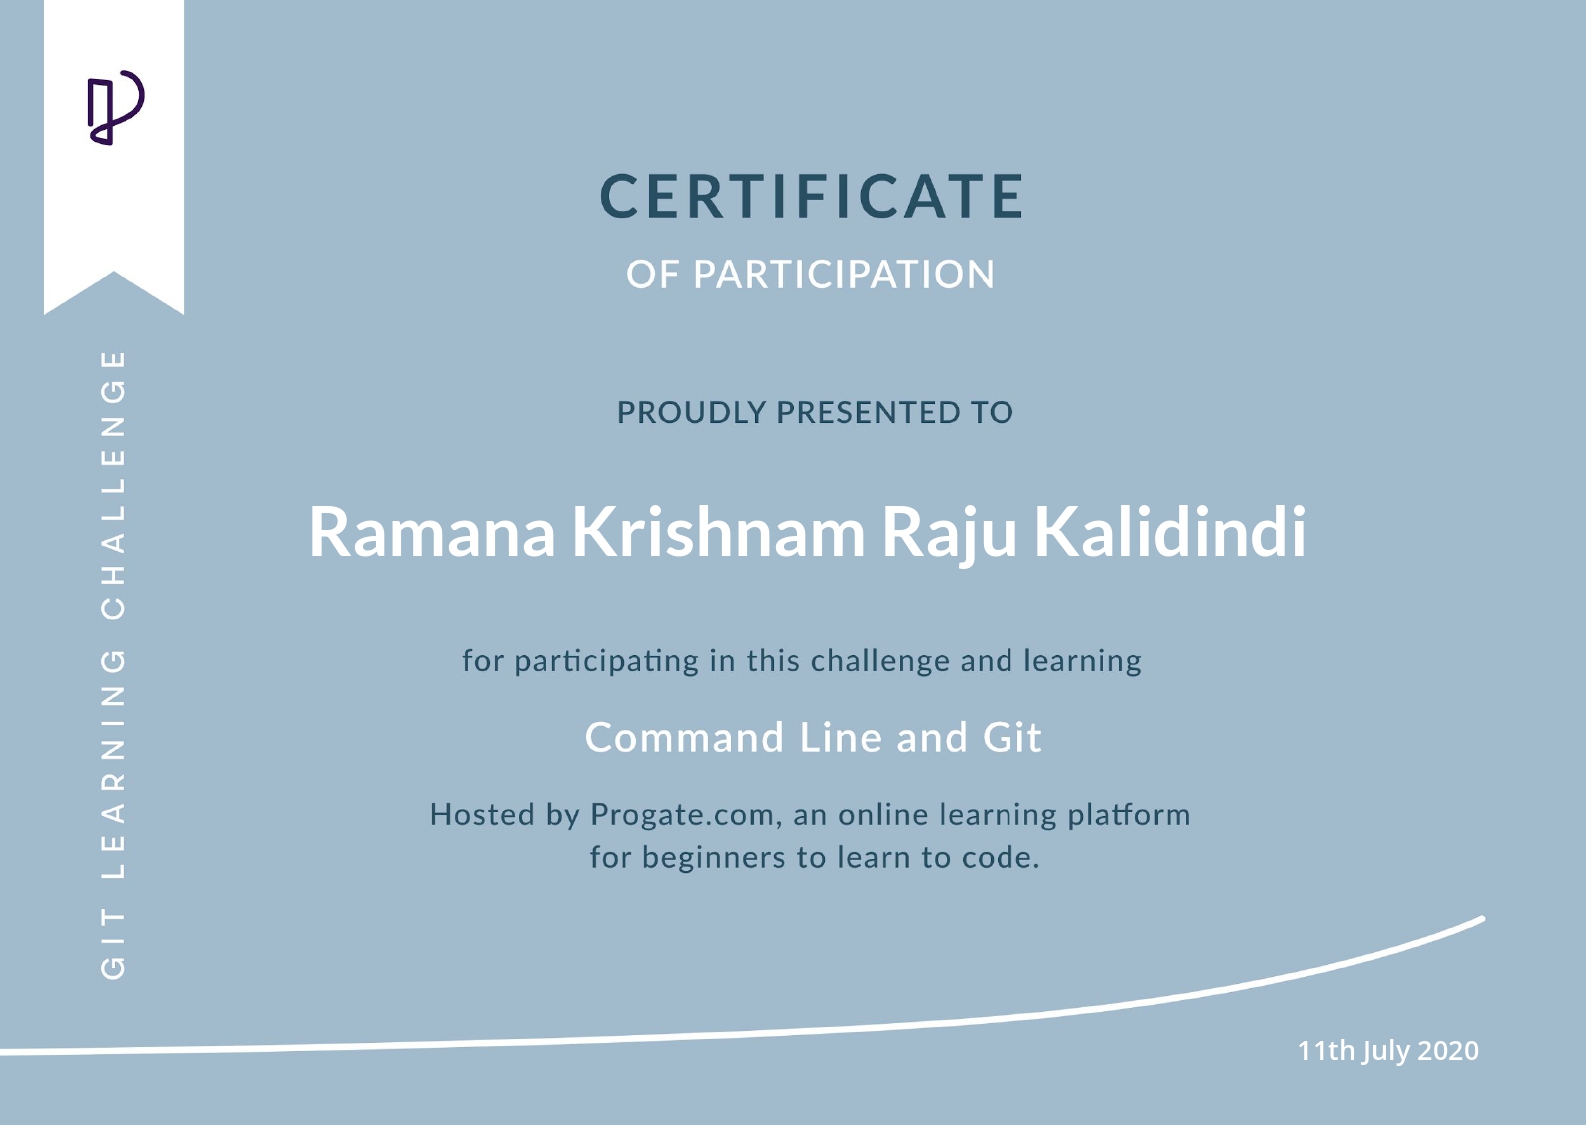 CERTIFICATE
OF PARTICIPATION
PROUDLY PRESENTED TO
Ramana Krishnam Raju Kalidindi
for participating in this challenge and learning
Command Line and Git
Hosted by Progate.com, an online learning platform
for beginners to learn to code.
GIT LEARNING CHALLENGE
11th July 2020